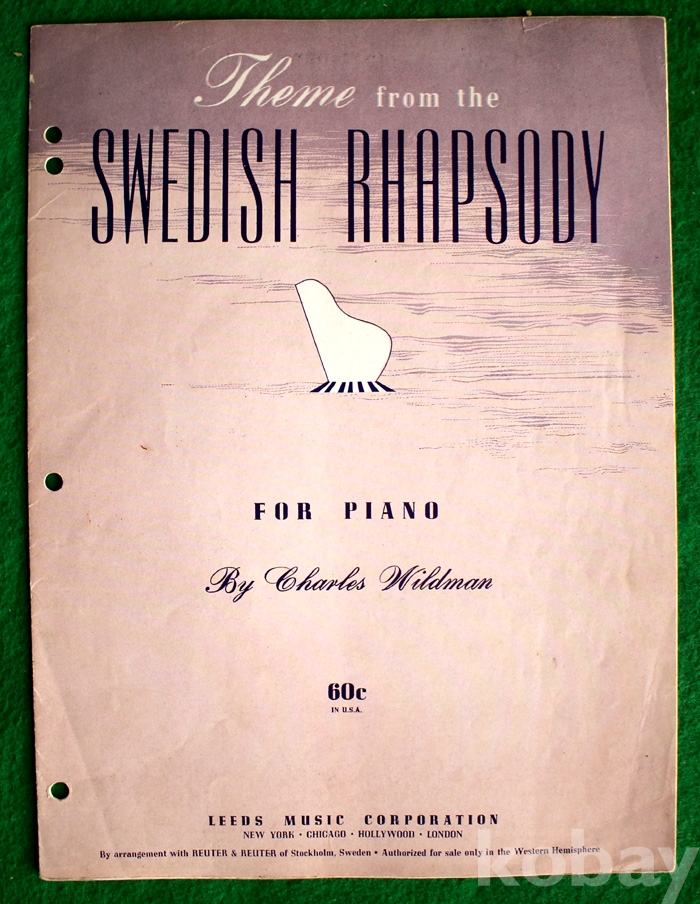 Theme from the
SWEDISH RHAPSODY
FOR PIANO
By Charles Wildman
60c
IN U.S.A.
LEEDS MUSIC CORPORATION
NEW YORK • CHICAGO • HOLLYWOOD • LONDON
By arrangement with REUTER & REUTER of Stockholm, Sweden • Authorized for sale only in the Western Hemisphere
kobay